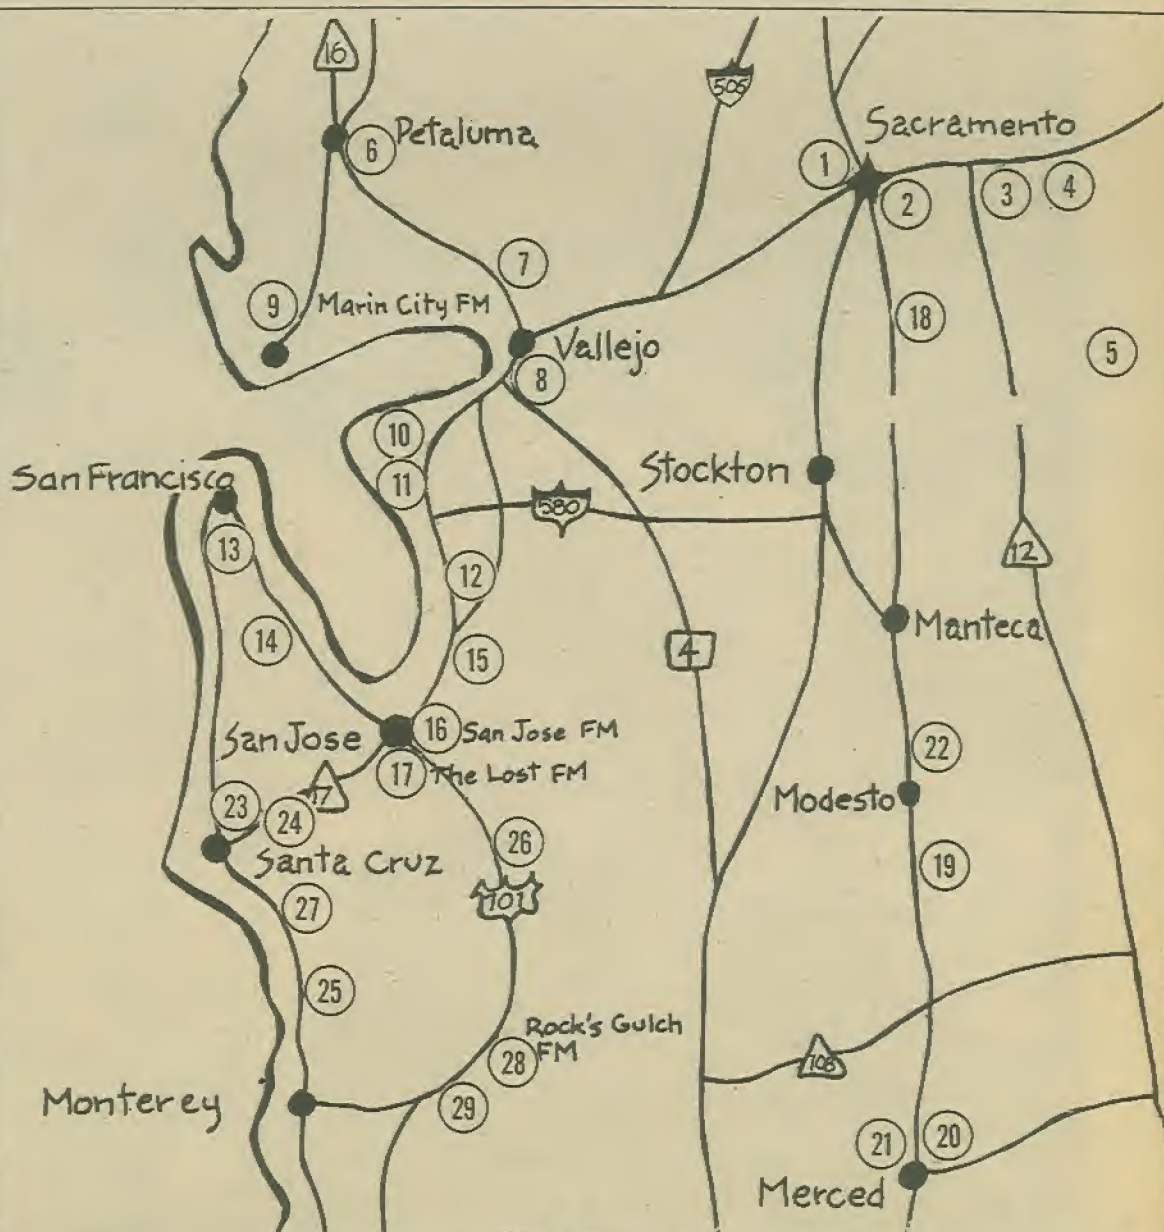 16
505
Sacramento
6
Petaluma
1
2
3
4
7
9
Marin City FM
18
5
Vallejo
8
10
San Francisco
11
Stockton
580
13
12
12
14
15
4
Manteca
San Jose
16
San Jose FM
17
The Lost FM
17
22
Modesto
23
24
26
Santa Cruz
19
101
27
25
Rock's Gulch
FM
28
108
Monterey
29
21
20
Merced